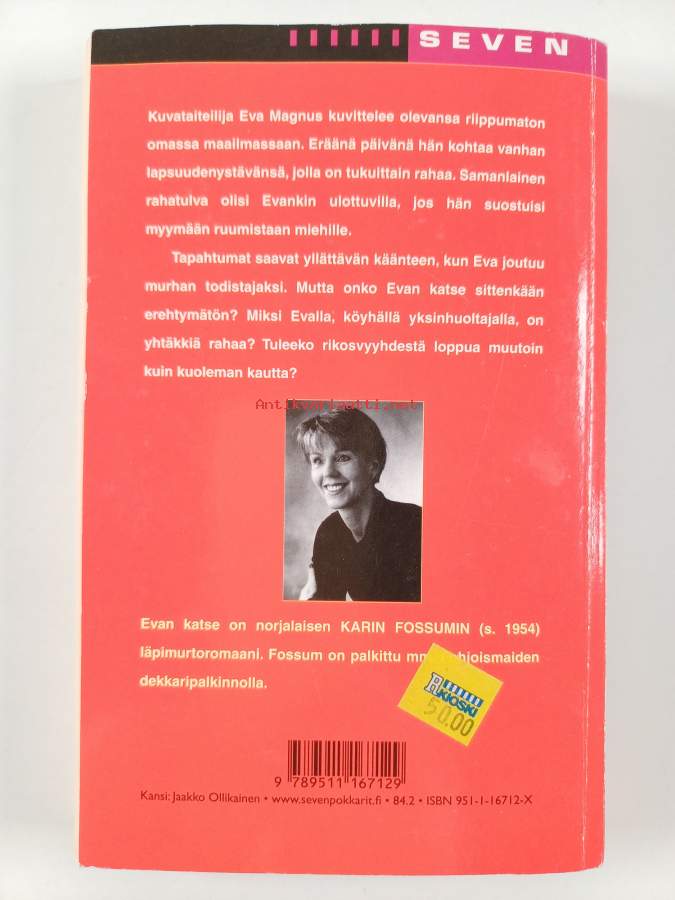 SEVEN
Kuvataiteilija Eva Magnus kuvittelee olevansa riippumaton
omassa maailmassaan. Eräänä päivänä hän kohtaa vanhan
lapsuudenystävänsä, jolla on tukuittain rahaa. Samanlainen
rahatulva olisi Evankin ulottuvilla, jos hän suostuisi
myymään ruumistaan miehille.
Tapahtumat saavat yllättävän käänteen, kun Eva joutuu
murhan todistajaksi. Mutta onko Evan katse sittenkään
erehtymätön? Miksi Evalla, köyhällä yksinhuoltajalla, on
yhtäkkiä rahaa? Tuleeko rikosvyyhdestä loppua muutoin
kuin kuoleman kautta?
Antikvariaatti.net
Evan katse on norjalaisen KARIN FOSSUMIN (s. 1954)
läpimurtoromaani. Fossum on palkittu
dekkaripalkinnolla.
R KIOSKI
50.00
9 789511 167129
Kansi: Jaakko Ollikainen • www.sevenpokkarit.fi • 84.2 • ISBN 951-1-16712-X